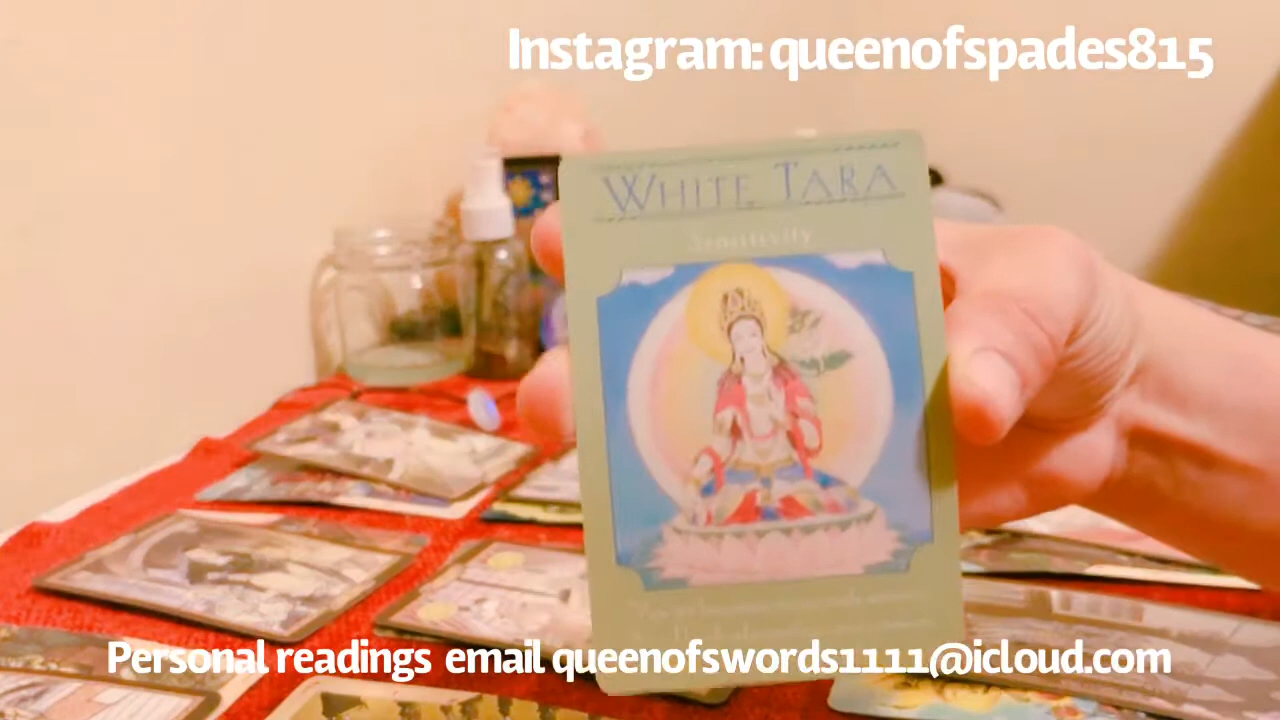 Instagram: queenofspades815
WHITE TARA
Sensitivity
Personal readings email queenofswords1111@icloud.com